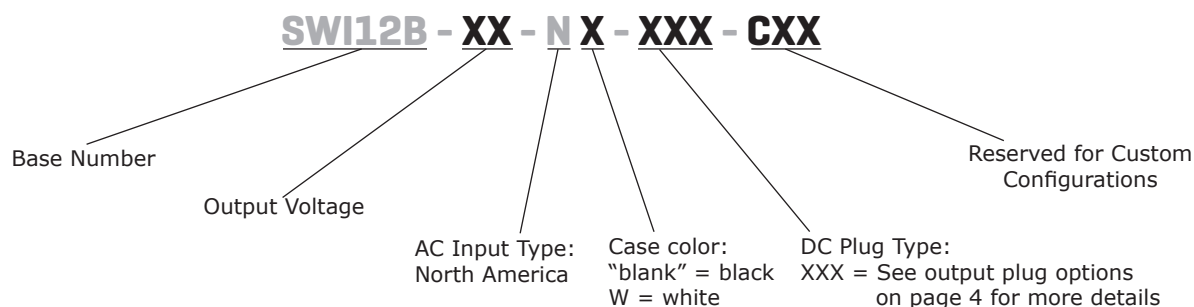 SWI12B - XX - N X - XXX - CXX
Base Number
Output Voltage
AC Input Type:
North America
Case color:
"blank" = black
W = white
DC Plug Type:
XXX = See output plug options
on page 4 for more details
Reserved for Custom
Configurations